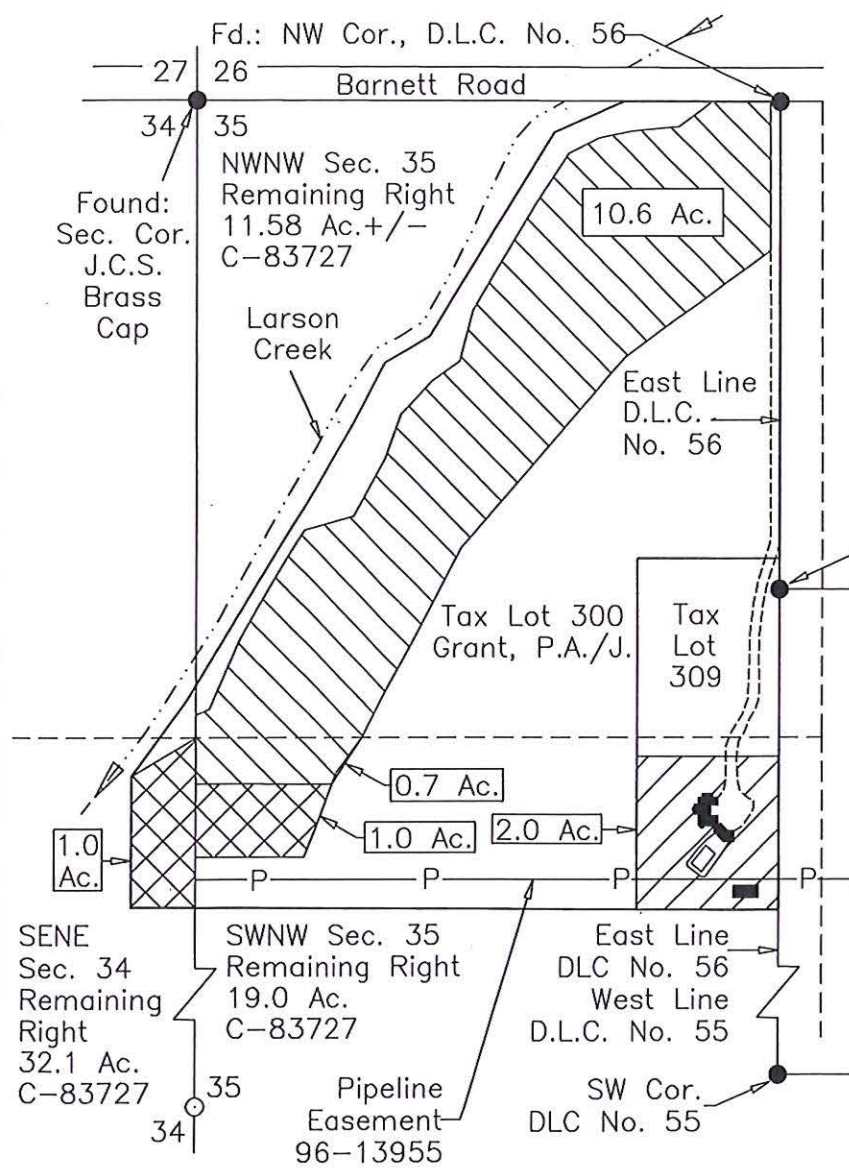 Fd.: NW Cor., D.L.C. No. 56
27 26
Barnett Road
34 35
NWNW Sec. 35
Remaining Right
11.58 Ac.+/-
C-83727
10.6 Ac.
Found:
Sec. Cor.
J.C.S.
Brass
Cap
Larson
Creek
East Line
D.L.C.
No. 56
Tax Lot 300
Grant, P.A./J.
Tax
Lot
309
0.7 Ac.
1.0 Ac.
2.0 Ac.
1.0
Ac.
P P P P
SENE
Sec. 34
Remaining
Right
32.1 Ac.
C-83727
SWNW Sec. 35
Remaining Right
19.0 Ac.
C-83727
East Line
DLC No. 56
West Line
D.L.C. No. 55
35
34
Pipeline
Easement
96-13955
SW Cor.
DLC No. 55